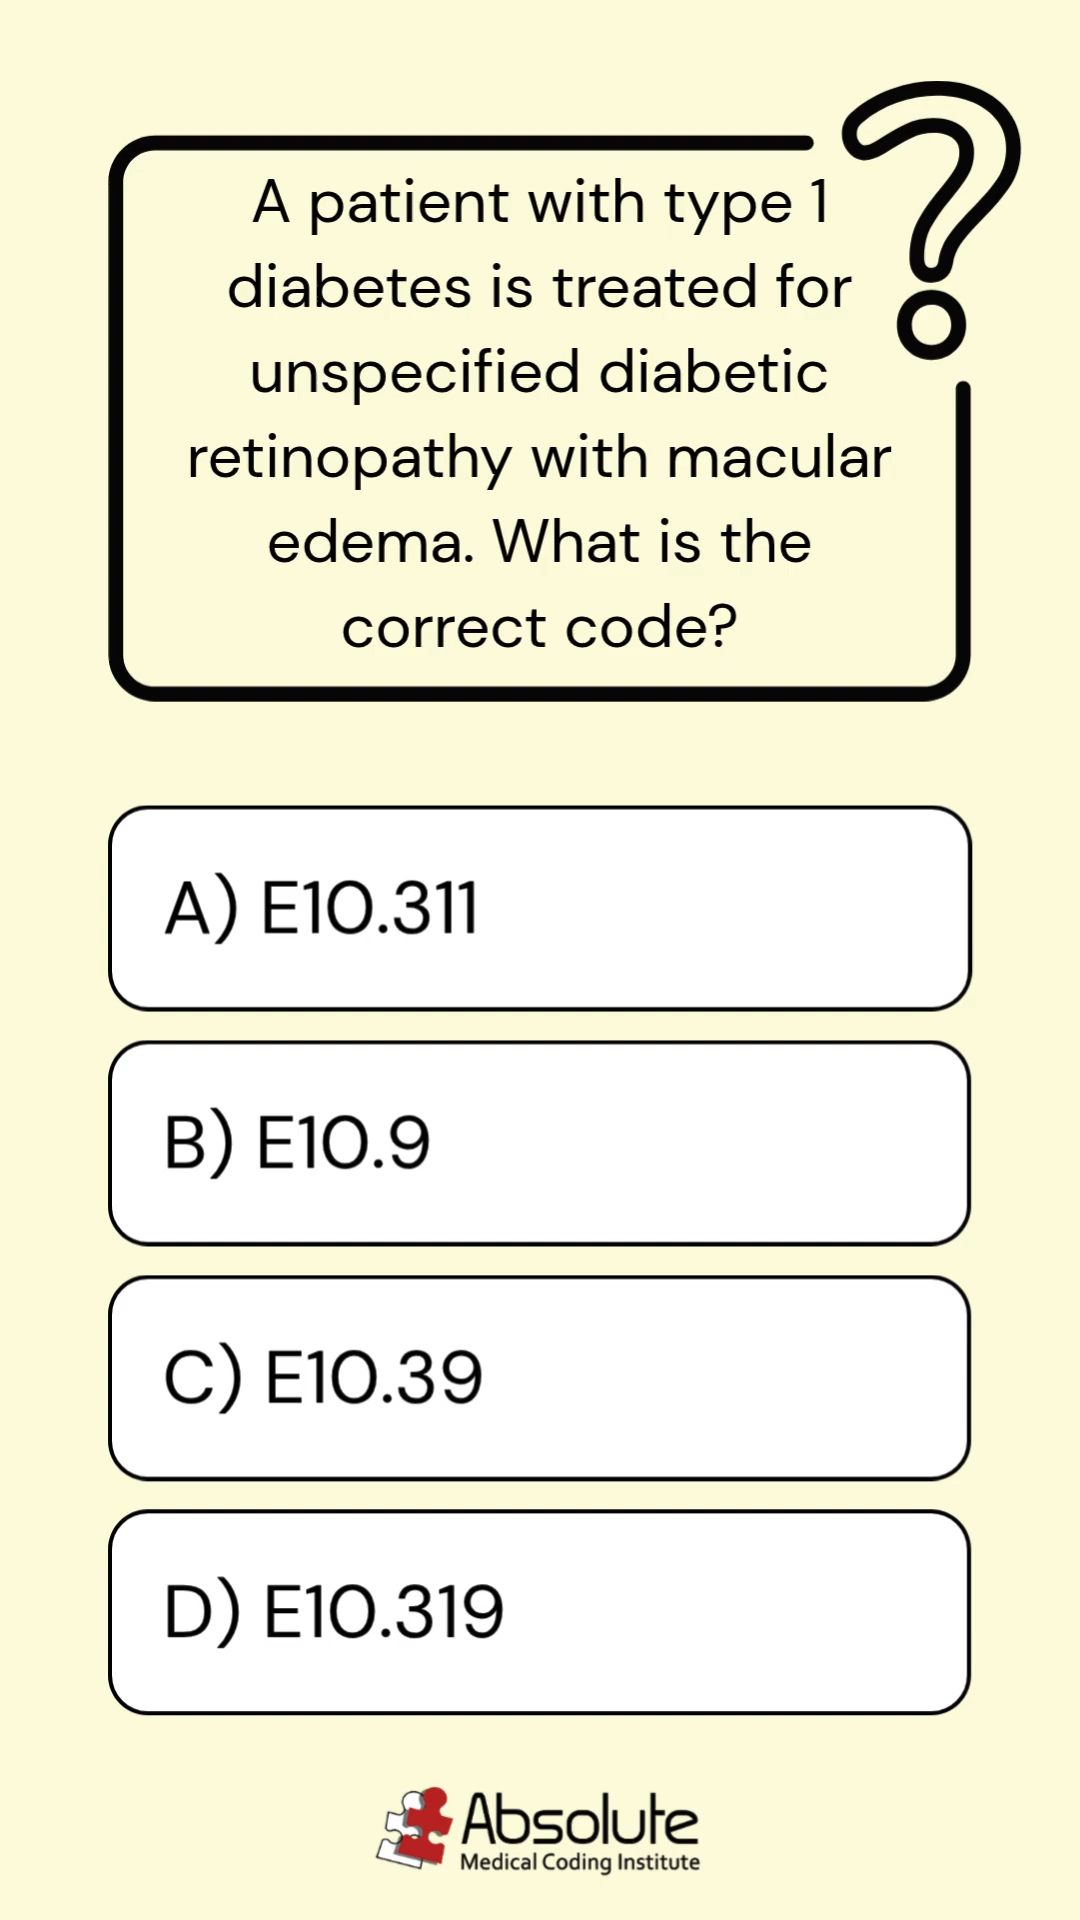 A patient with type 1
diabetes is treated for
unspecified diabetic
retinopathy with macular
edema. What is the
correct code?
A) E10.311
B) E10.9
C) E10.39
D) E10.319
Absolute
Medical Coding Institute